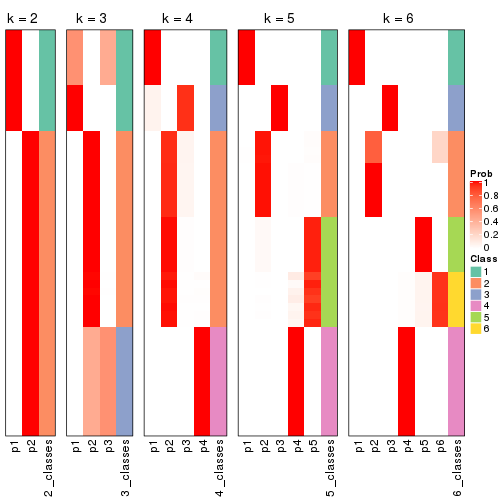 k = 2
k = 3
k = 4
k = 5
k = 6
Prob
1
0.8
0.6
0.4
0.2
0
Class
1
2
3
4
5
6
p1
p2
2_classes
p1
p2
p3
3_classes
p1
p2
p3
p4
4_classes
p1
p2
p3
p4
p5
5_classes
p1
p2
p3
p4
p5
p6
6_classes